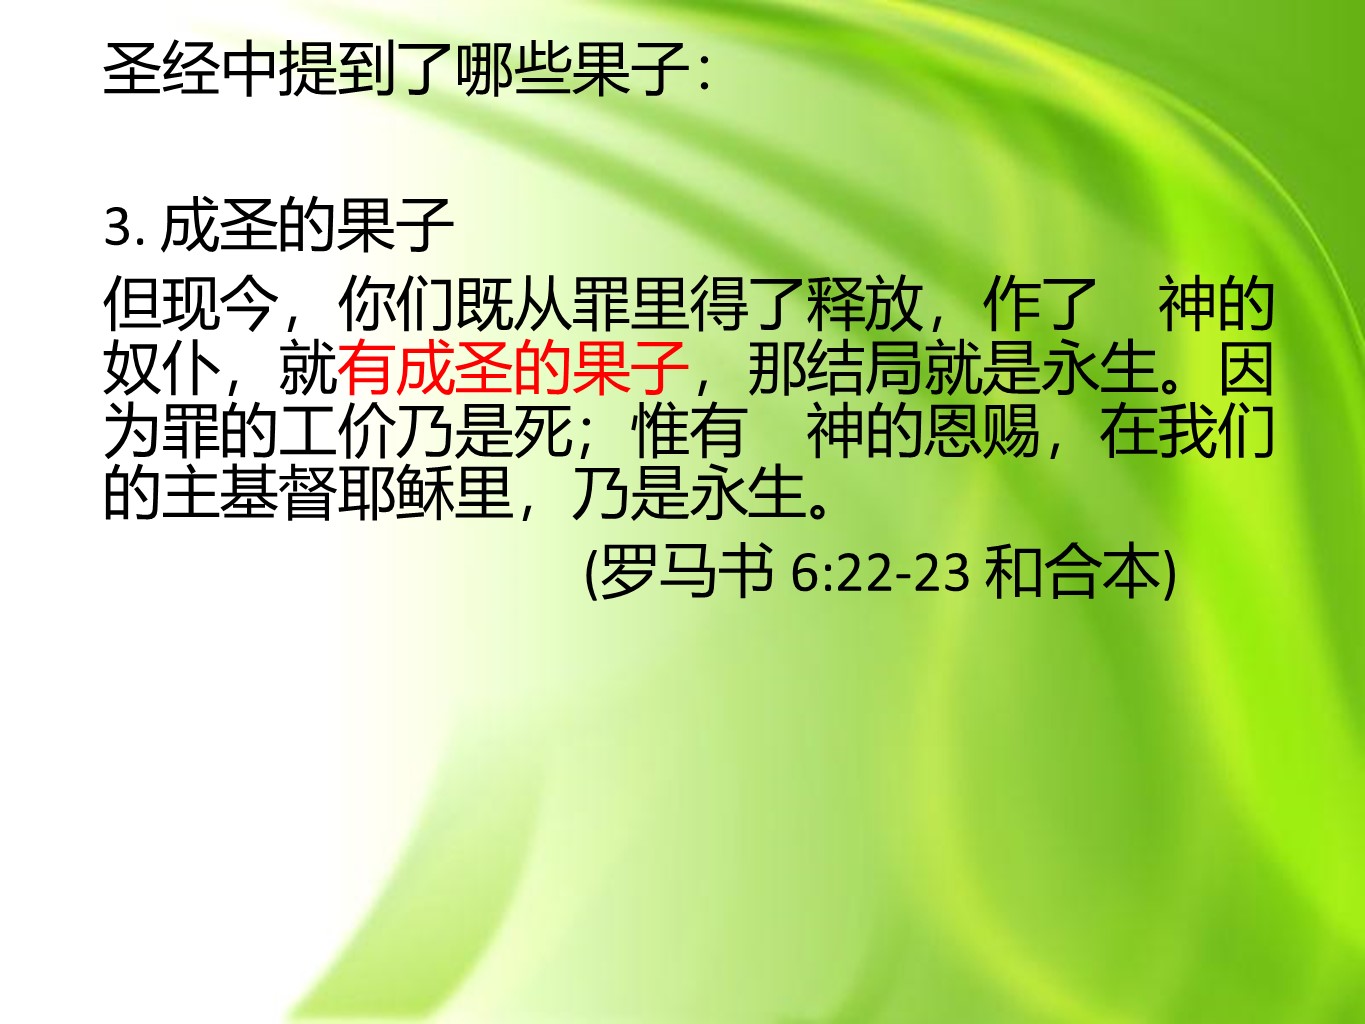 圣经中提到了哪些果子：
3. 成圣的果子
但现今，你们既从罪里得了释放，作了　神的
奴仆，就有成圣的果子，那结局就是永生。因
为罪的工价乃是死；惟有　神的恩赐，在我们
的主基督耶稣里，乃是永生。
(罗马书 6:22-23 和合本)